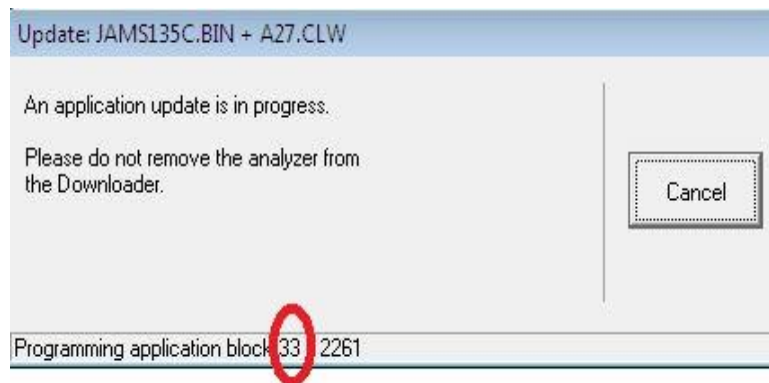 Update: JAMS135C.BIN + A27.CLW
An application update is in progress.
Please do not remove the analyzer from
the Downloader.
Cancel
Programming application block 33 2261